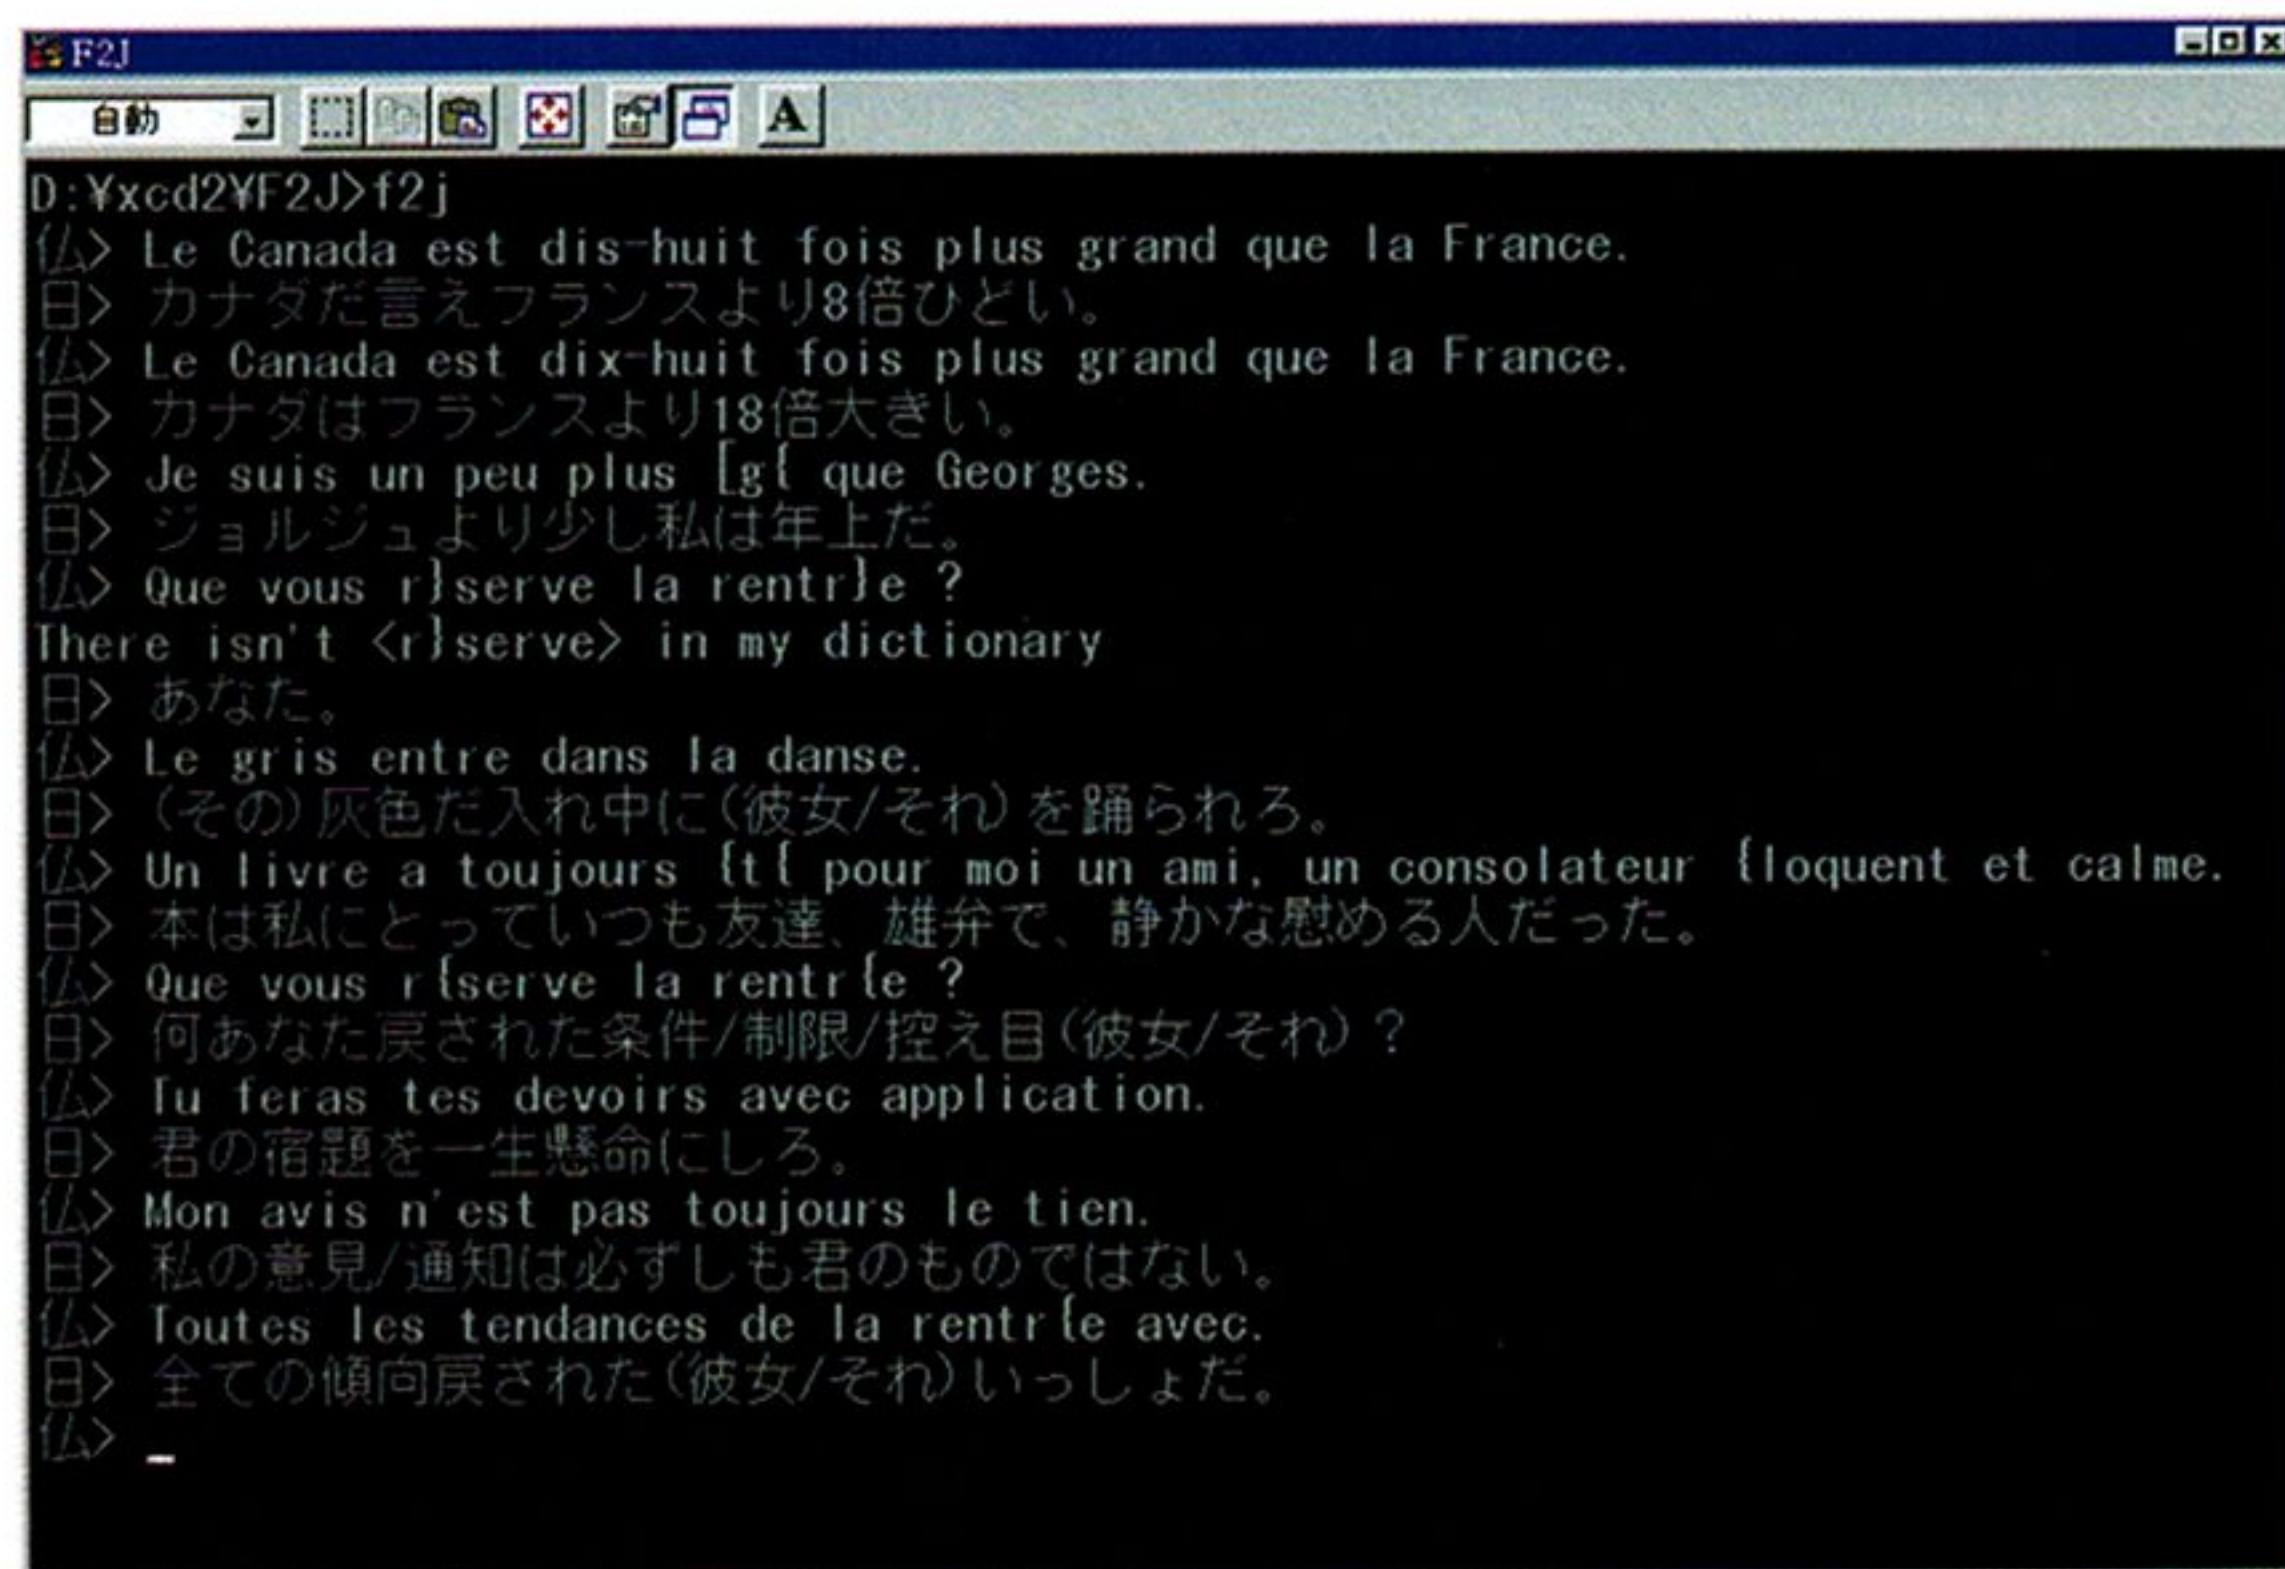 F2J
自動
A
D:¥xcd2¥F2J>f2j
仏> Le Canada est dis-huit fois plus grand que la France.
日> カナダだ言えフランスより8倍ひどい。
仏> Le Canada est dix-huit fois plus grand que la France.
日> カナダはフランスより18倍大きい。
仏> Je suis un peu plus [g{ que Georges.
日> ジョルジュより少し私は年上だ。
仏> Que vous r}serve la rentr}e ?
There isn't <r}serve> in my dictionary
日> あなた。
仏> Le gris entre dans la danse.
日> (その)灰色だ入れ中に(彼女/それ)を踊られろ。
仏> Un livre a toujours {t{ pour moi un ami, un consolateur {loquent et calme.
日> 本は私にとっていつも友達、雄弁で、静かな慰める人だった。
仏> Que vous r{serve la rentr{e ?
日> 何あなた戻された条件/制限/控え目(彼女/それ)?
仏> Tu feras tes devoirs avec application.
日> 君の宿題を一生懸命にしろ。
仏> Mon avis n'est pas toujours le tien.
日> 私の意見/通知は必ずしも君のものではない。
仏> Toutes les tendances de la rentr{e avec.
日> 全ての傾向戻された(彼女/それ)いっしょだ。
仏> _